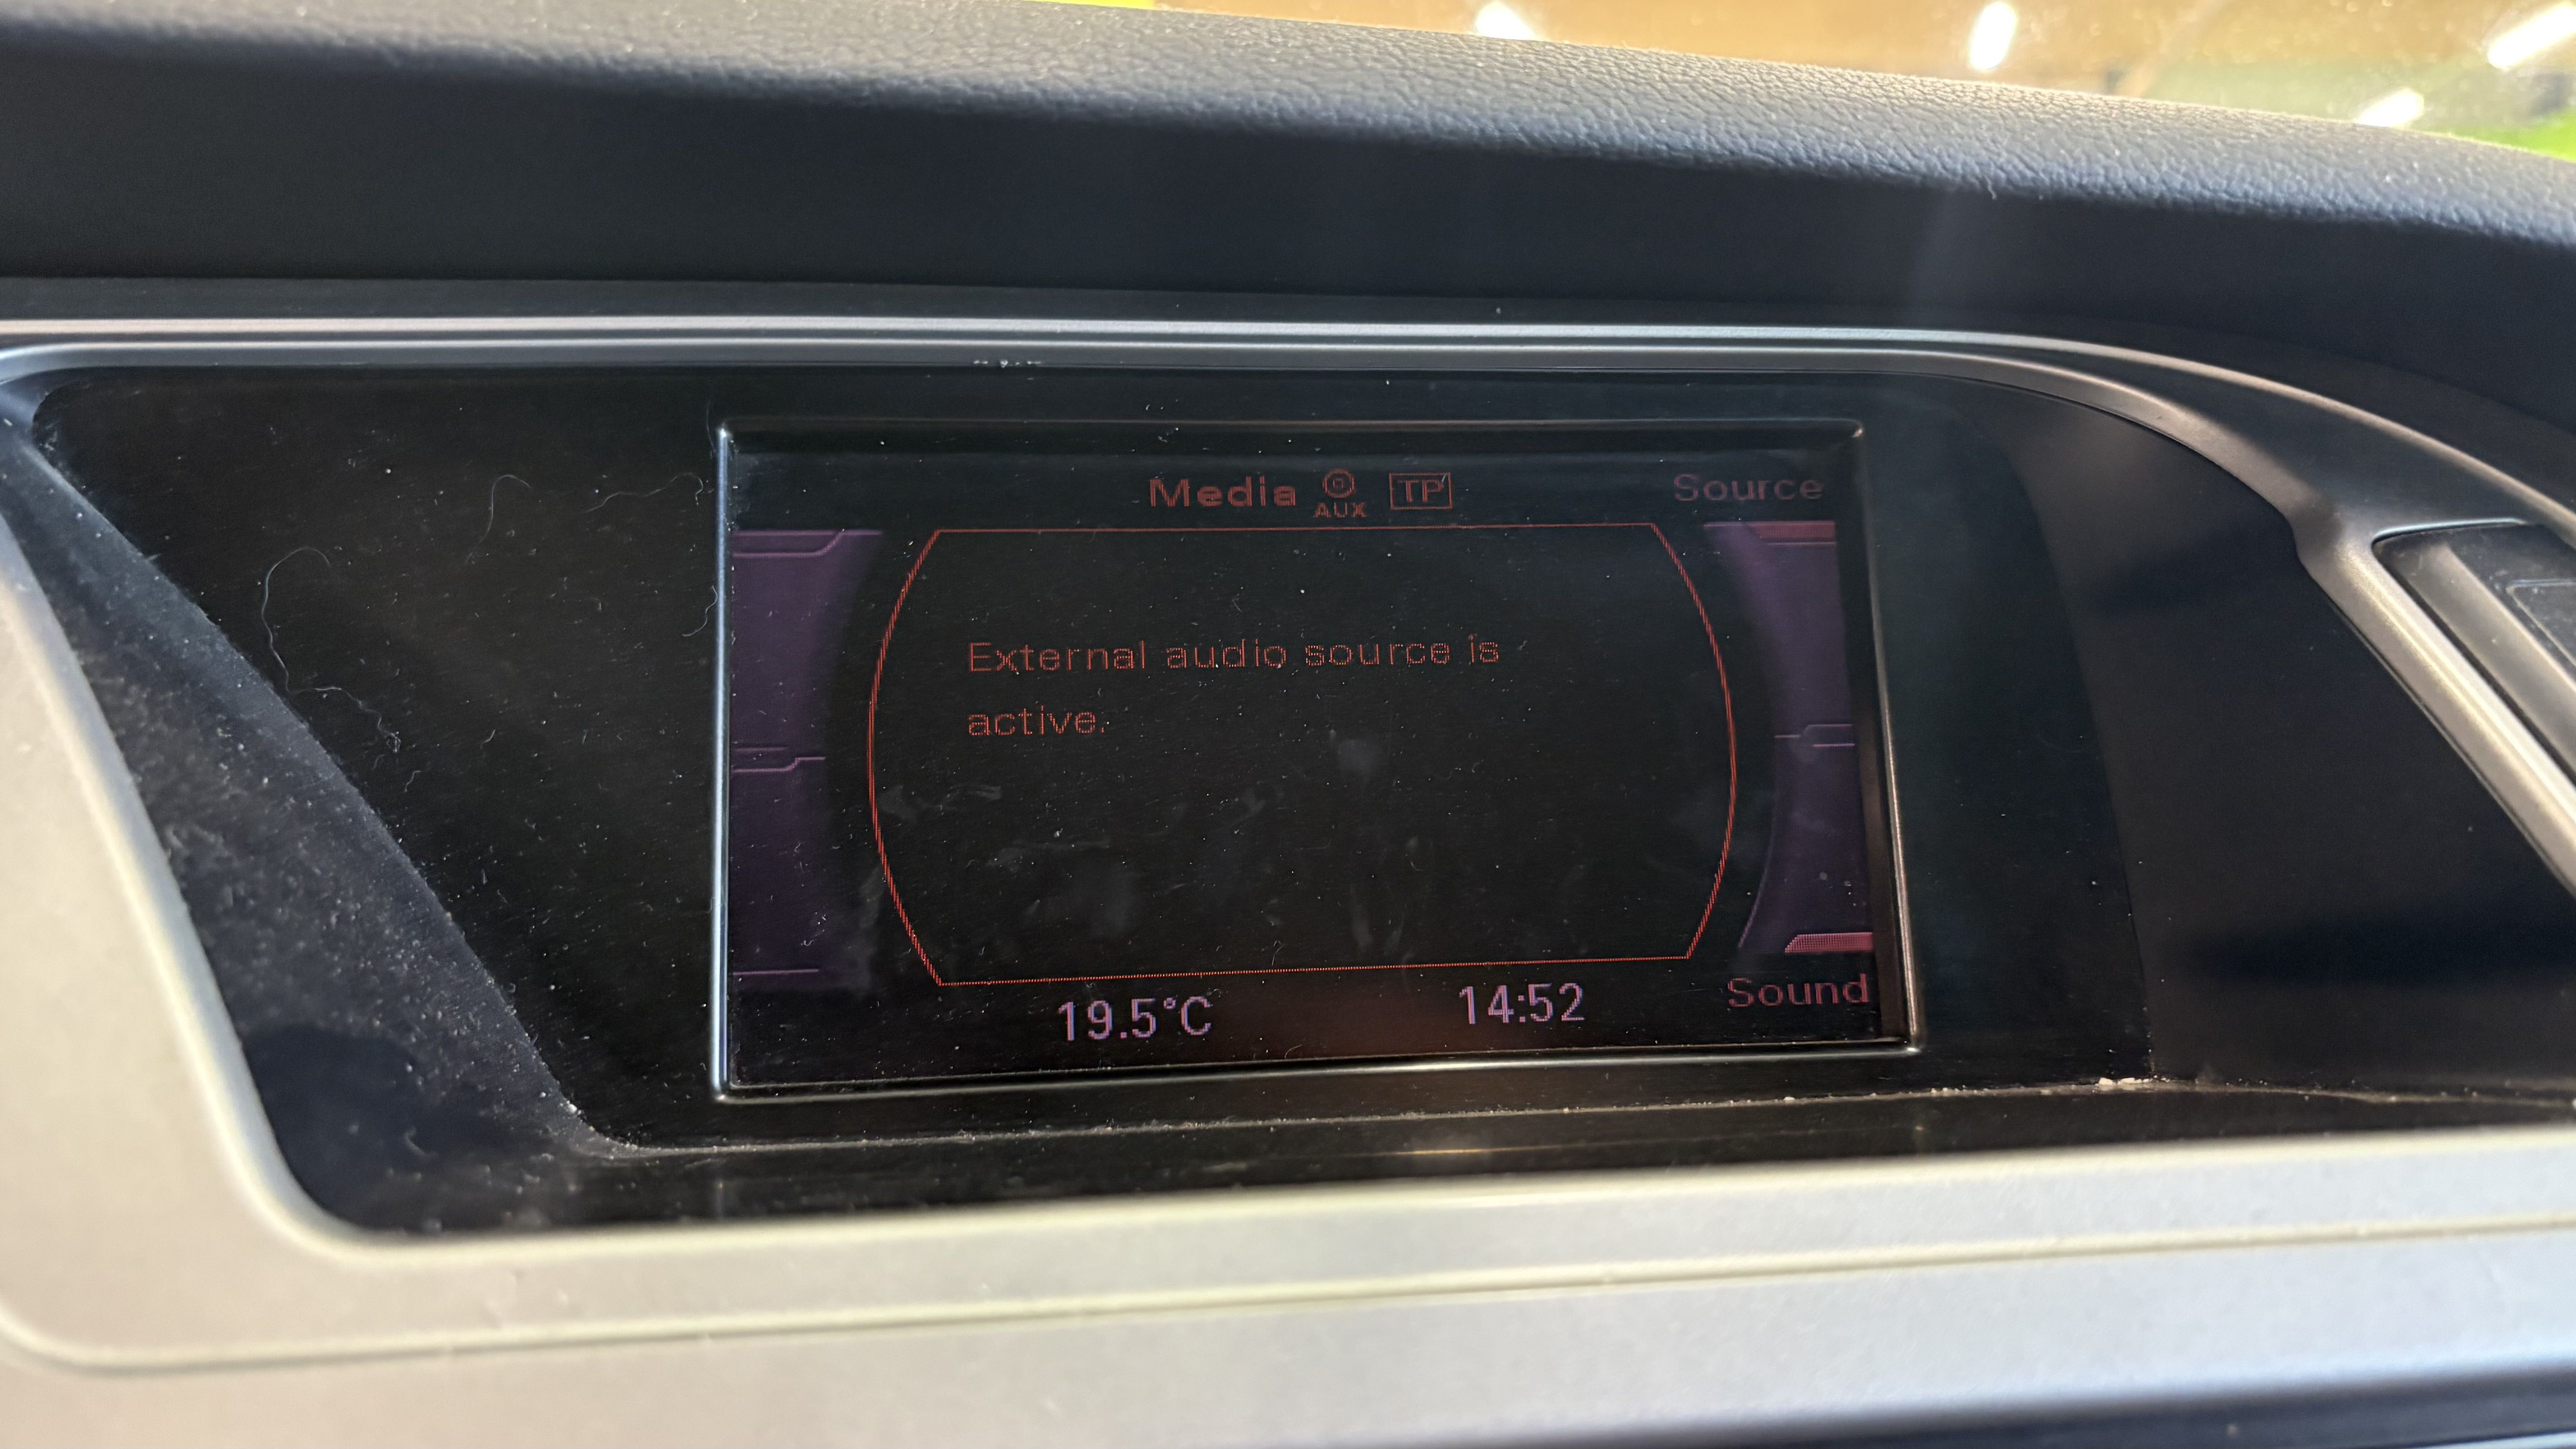 Media AUX TP Source
External audio source is
active.
19.5°C 14:52 Sound